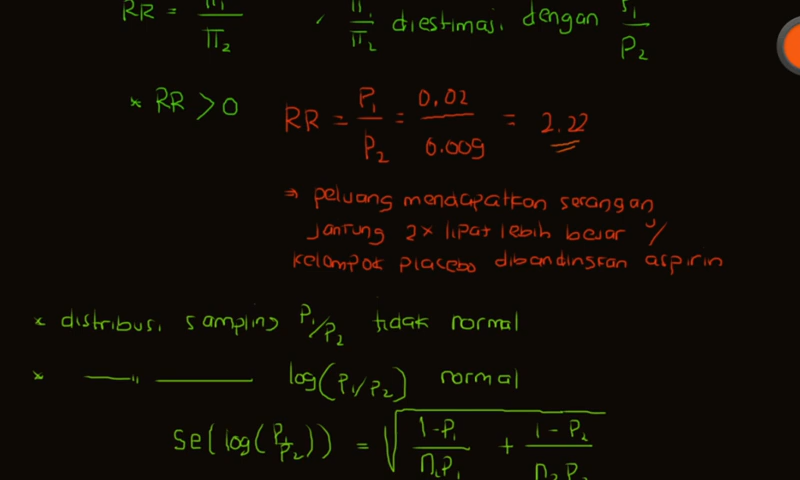 RR = π₁/π₂ , π₁/π₂ diestimasi dengan P₁/P₂
* RR > 0
RR = P₁/P₂ = 0.02/0.009 = 2.22
⇒ peluang mendapatkan serangan
jantung 2x lipat lebih besar u/
kelompok placebo dibandingkan aspirin
* distribusi sampling P₁/P₂ tidak normal
* —"— ——— log(P₁/P₂) normal
Se(log(P₁/P₂)) = √(1-P₁/n₁P₁ + 1-P₂/n₂P₂)